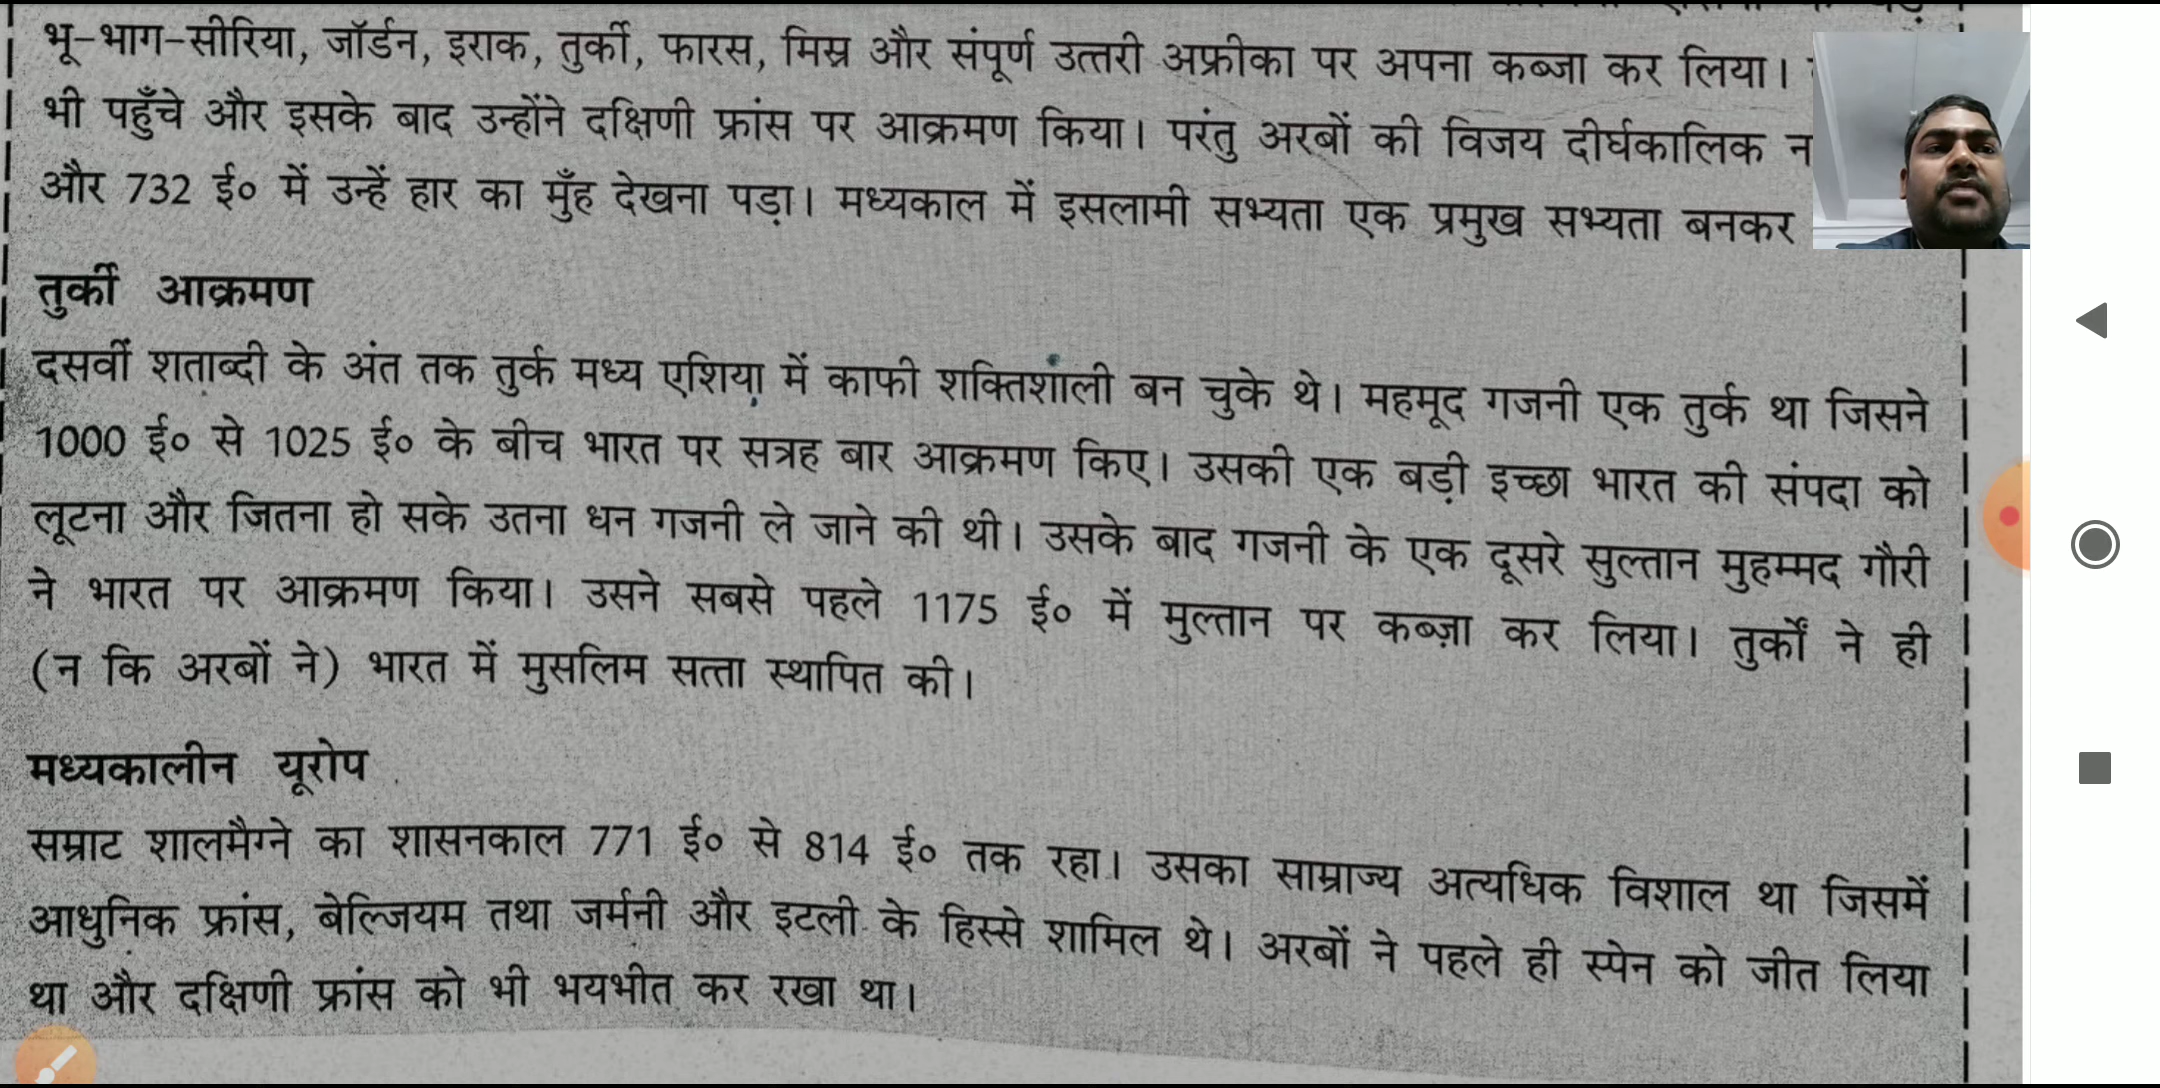 भू-भाग-सीरिया, जॉर्डन, इराक, तुर्की, फारस, मिस्र और संपूर्ण उत्तरी अफ्रीका पर अपना कब्जा कर लिया।
भी पहुँचे और इसके बाद उन्होंने दक्षिणी फ्रांस पर आक्रमण किया। परंतु अरबों की विजय दीर्घकालिक न
और 732 ई० में उन्हें हार का मुँह देखना पड़ा। मध्यकाल में इसलामी सभ्यता एक प्रमुख सभ्यता बनकर
तुर्की आक्रमण
दसवीं शताब्दी के अंत तक तुर्क मध्य एशिया में काफी शक्तिशाली बन चुके थे। महमूद गजनी एक तुर्क था जिसने
1000 ई० से 1025 ई० के बीच भारत पर सत्रह बार आक्रमण किए। उसकी एक बड़ी इच्छा भारत की संपदा को
लूटना और जितना हो सके उतना धन गजनी ले जाने की थी। उसके बाद गजनी के एक दूसरे सुल्तान मुहम्मद गौरी
ने भारत पर आक्रमण किया। उसने सबसे पहले 1175 ई० में मुल्तान पर कब्ज़ा कर लिया। तुर्कों ने ही
(न कि अरबों ने) भारत में मुसलिम सत्ता स्थापित की।
मध्यकालीन यूरोप
सम्राट शालमैग्ने का शासनकाल 771 ई० से 814 ई० तक रहा। उसका साम्राज्य अत्यधिक विशाल था जिसमें
आधुनिक फ्रांस, बेल्जियम तथा जर्मनी और इटली के हिस्से शामिल थे। अरबों ने पहले ही स्पेन को जीत लिया
था और दक्षिणी फ्रांस को भी भयभीत कर रखा था।